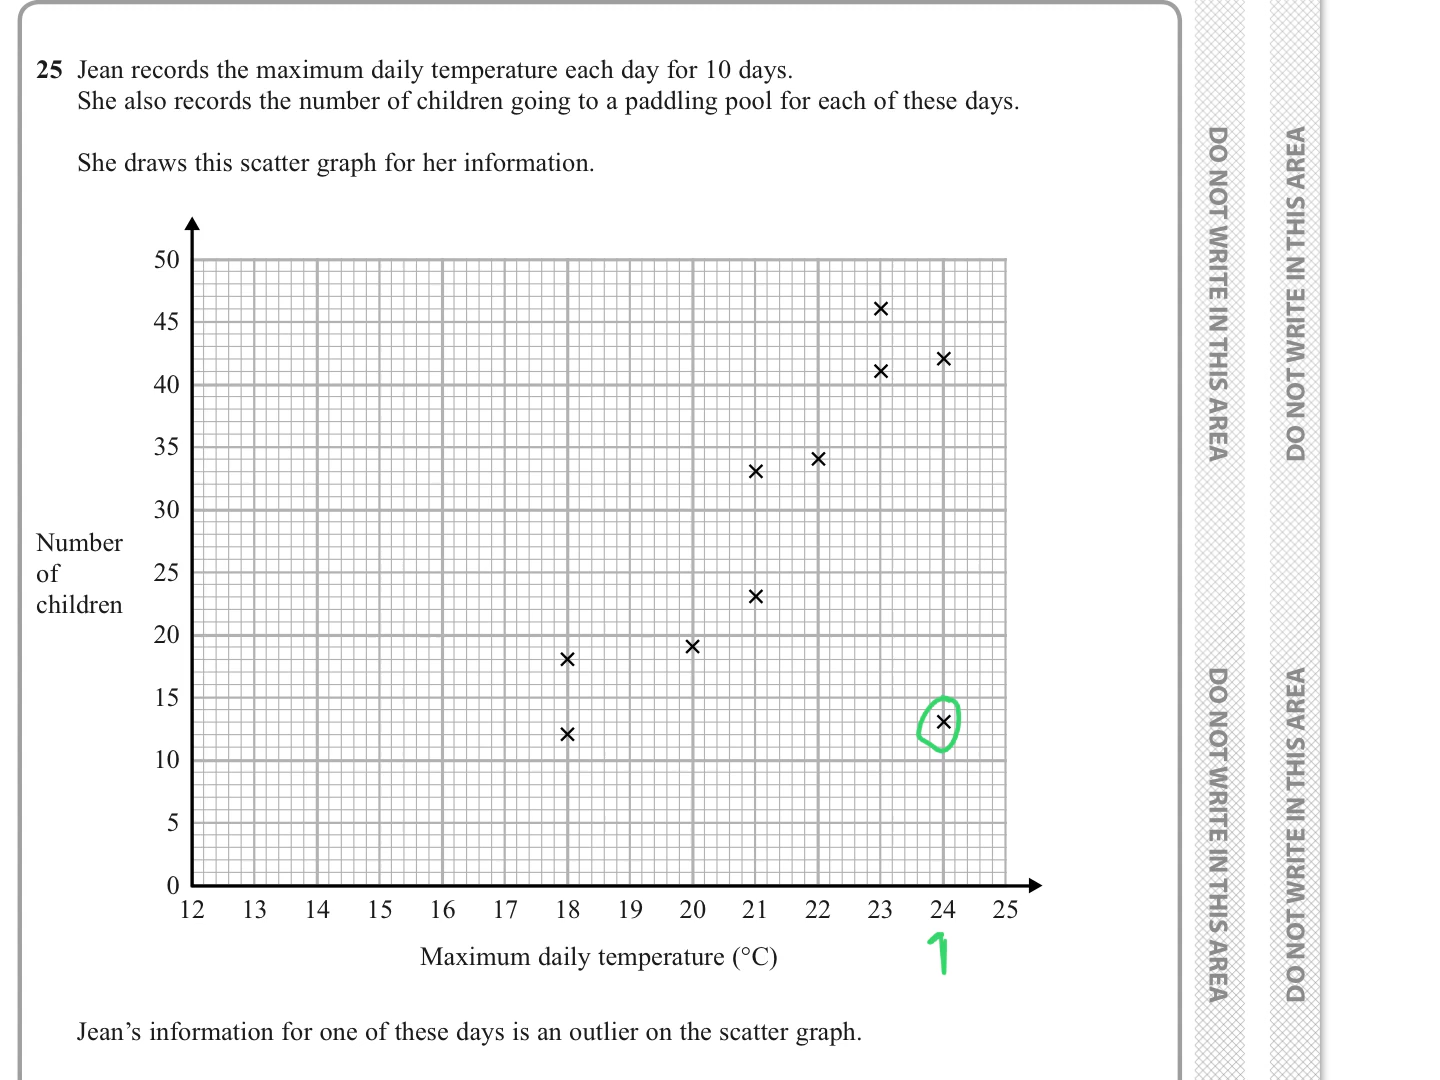 25 Jean records the maximum daily temperature each day for 10 days.
She also records the number of children going to a paddling pool for each of these days.
She draws this scatter graph for her information.
50
45
40
35
30
Number
of
children
25
20
15
10
5
0
12 13 14 15 16 17 18 19 20 21 22 23 24 25
1
Maximum daily temperature (°C)
Jean’s information for one of these days is an outlier on the scatter graph.
DO NOT WRITE IN THIS AREA
DO NOT WRITE IN THIS AREA
DO NOT WRITE IN THIS AREA
DO NOT WRITE IN THIS AREA